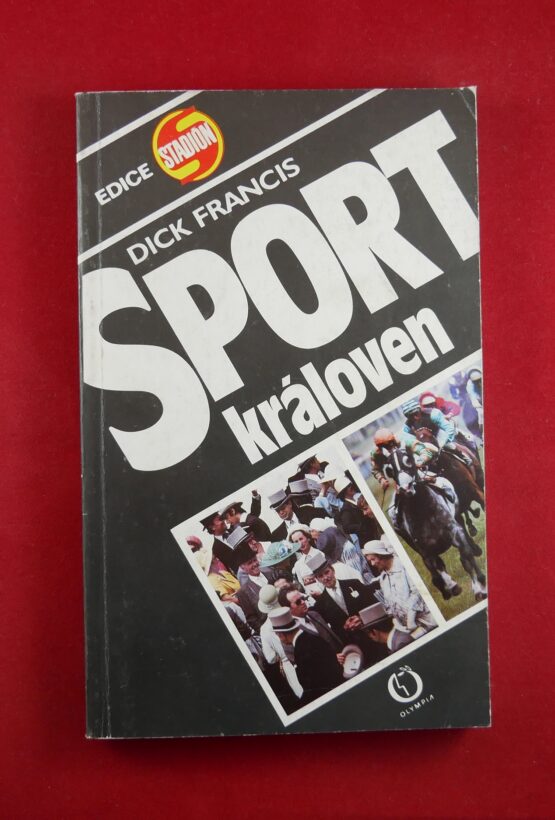 EDICE STADIÓN
DICK FRANCIS
SPORT
královen
OLYMPIA